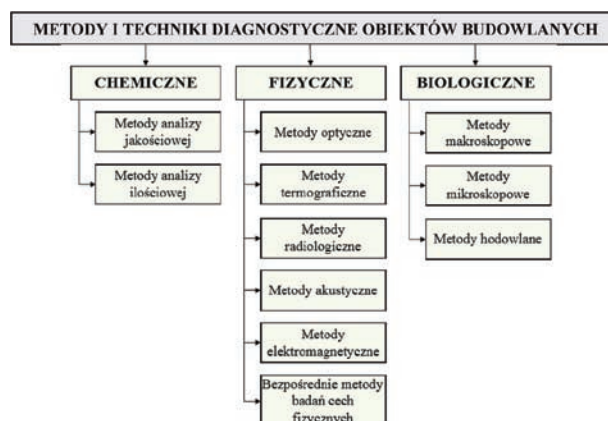 METODY I TECHNIKI DIAGNOSTYCZNE OBIEKTÓW BUDOWLANYCH
CHEMICZNE
Metody analizy
jakościowej
Metody analizy
ilościowej
FIZYCZNE
Metody optyczne
Metody
termograficzne
Metody
radiologiczne
Metody akustyczne
Metody
elektromagnetyczne
Bezpośrednie metody
badań cech
fizycznych
BIOLOGICZNE
Metody
makroskopowe
Metody
mikroskopowe
Metody hodowlane